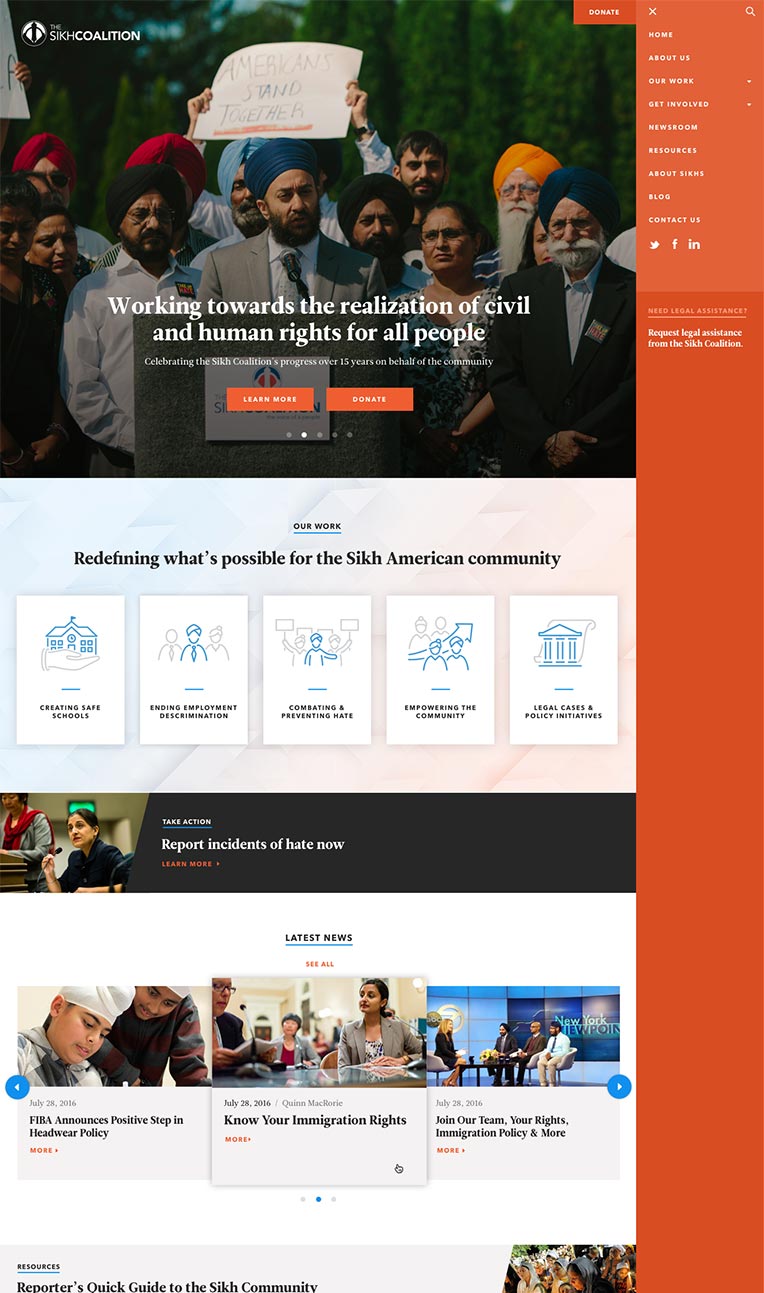 THE
SIKHCOALITION
DONATE
AMERICANS
STAND
TOGETHER
Working towards the realization of civil
and human rights for all people
Celebrating the Sikh Coalition's progress over 15 years on behalf of the community
LEARN MORE
DONATE
HOME
ABOUT US
OUR WORK
GET INVOLVED
NEWSROOM
RESOURCES
ABOUT SIKHS
BLOG
CONTACT US
NEED LEGAL ASSISTANCE?
Request legal assistance
from the Sikh Coalition.
OUR WORK
Redefining what's possible for the Sikh American community
CREATING SAFE
SCHOOLS
ENDING EMPLOYMENT
DESCRIMINATION
COMBATING &
PREVENTING HATE
EMPOWERING THE
COMMUNITY
LEGAL CASES &
POLICY INITIATIVES
TAKE ACTION
Report incidents of hate now
LEARN MORE
LATEST NEWS
SEE ALL
July 28, 2016
FIBA Announces Positive Step in
Headwear Policy
MORE
July 28, 2016 / Quinn MacRorie
Know Your Immigration Rights
MORE
New York
VIEWPOINT
July 28, 2016
Join Our Team, Your Rights,
Immigration Policy & More
MORE
RESOURCES
Reporter's Quick Guide to the Sikh Community